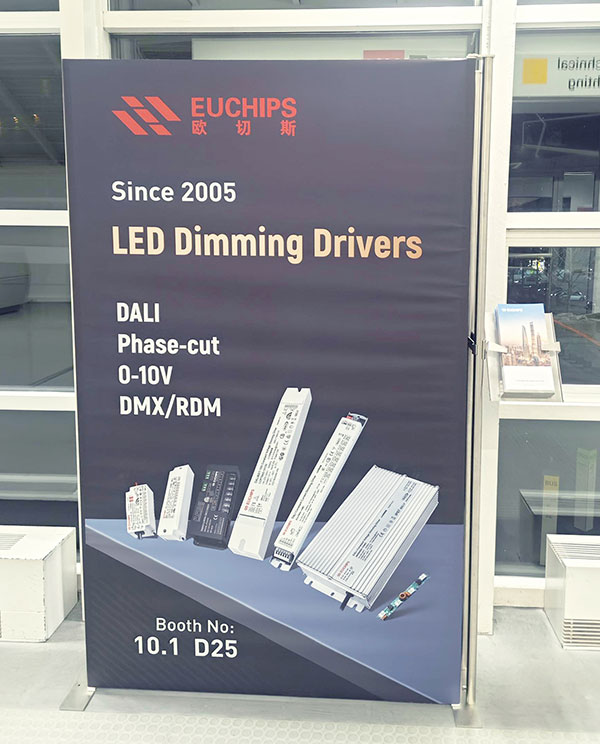 EUCHIPS
欧切斯
Since 2005
LED Dimming Drivers
DALI
Phase-cut
0-10V
DMX/RDM
Booth No:
10.1 D25